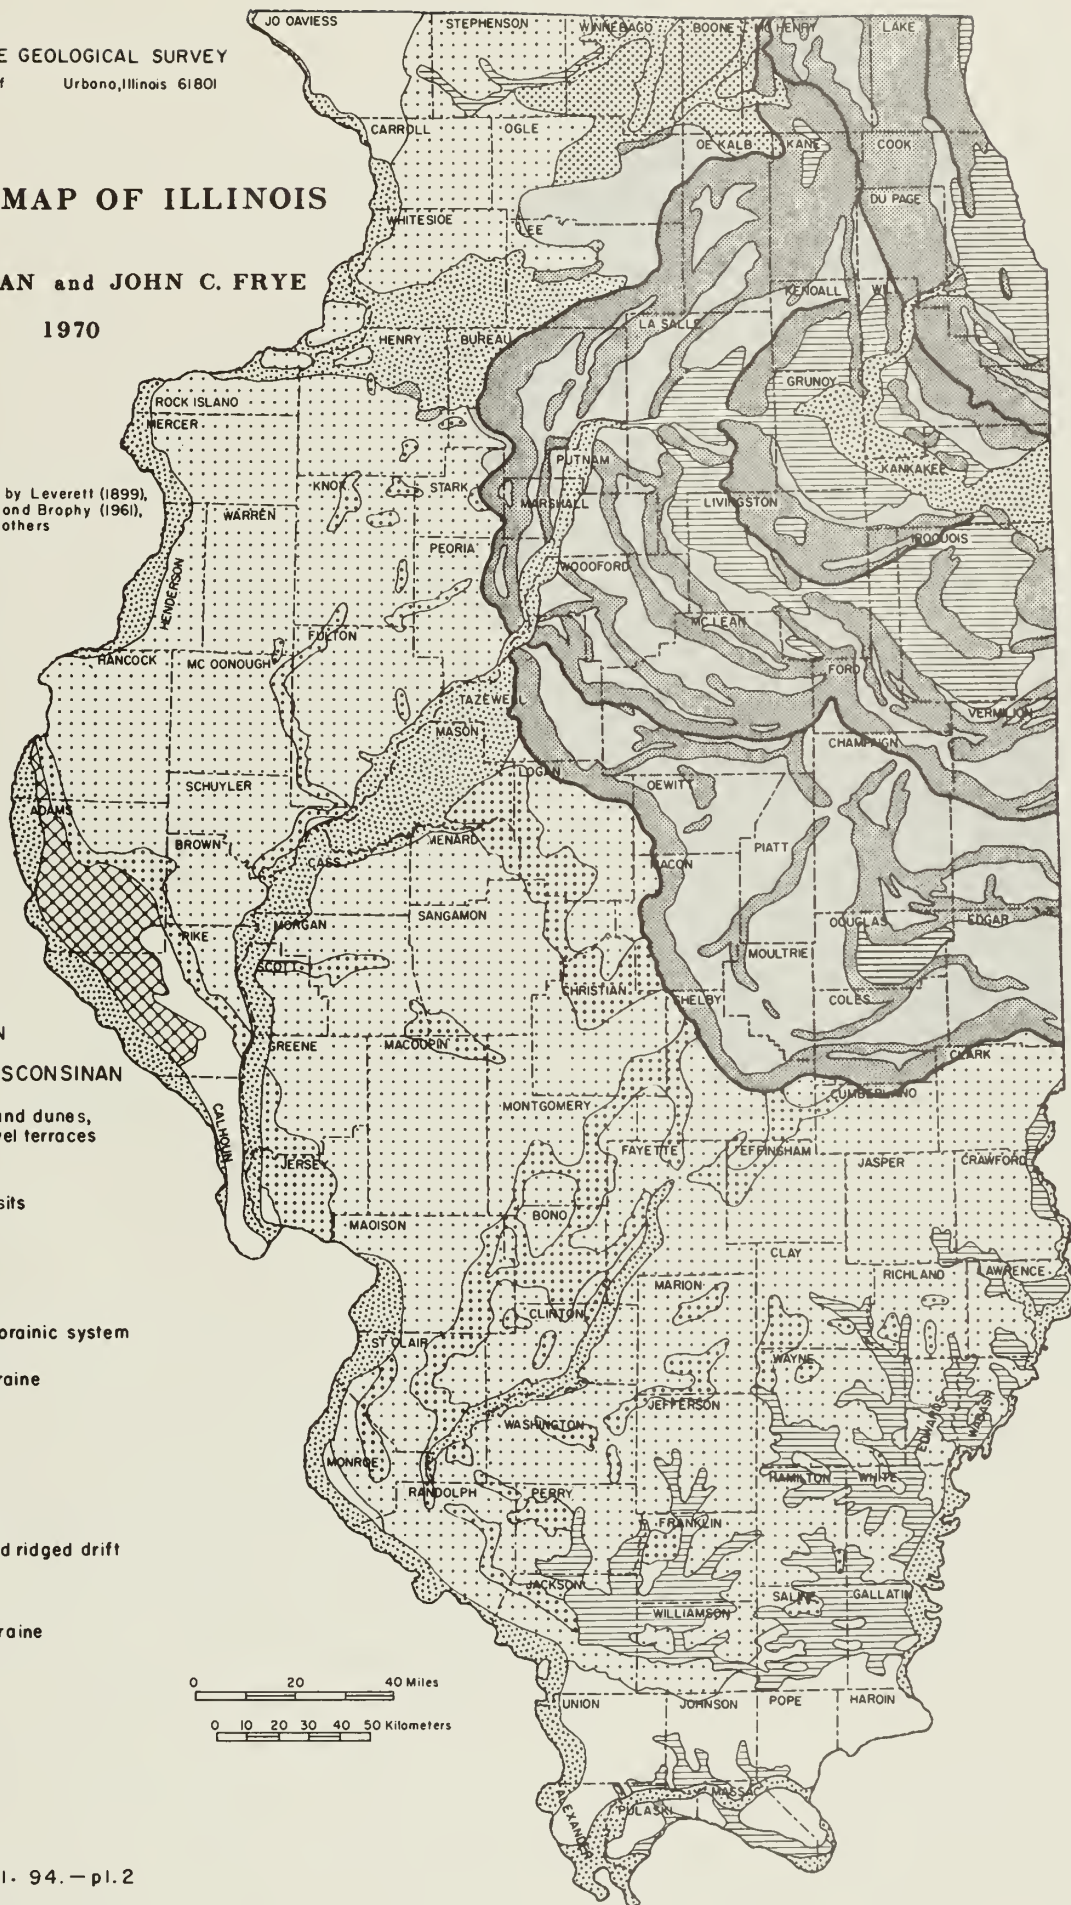 E GEOLOGICAL SURVEY
f Urbana, Illinois 61801
MAP OF ILLINOIS
AN and JOHN C. FRYE
1970
by Leverett (1899),
and Brophy (1961),
others
N
SCONSINAN
and dunes,
vel terraces
sits
orainic system
raine
d ridged drift
raine
0 20 40 Miles
0 10 20 30 40 50 Kilometers
l. 94.—pl.2
JO DAVIESS
STEPHENSON
WINNEBAGO
BOONE
MC HENRY
LAKE
CARROLL
OGLE
DE KALB
KANE
COOK
DU PAGE
WHITESIDE
LEE
KENDALL
WILL
LA SALLE
HENRY
BUREAU
GRUNDY
ROCK ISLAND
MERCER
PUTNAM
KANKAKEE
KNOX
STARK
MARSHALL
LIVINGSTON
WARREN
IROQUOIS
PEORIA
WOODFORD
HENDERSON
MC LEAN
FULTON
HANCOCK
MC DONOUGH
FORD
TAZEWELL
VERMILION
MASON
CHAMPAIGN
LOGAN
SCHUYLER
DEWITT
ADAMS
BROWN
MENARD
PIATT
CASS
MACON
SANGAMON
MORGAN
DOUGLAS
EDGAR
PIKE
MOULTRIE
SCOTT
CHRISTIAN
SHELBY
COLES
GREENE
MACOUPIN
CLARK
CUMBERLAND
MONTGOMERY
CALHOUN
FAYETTE
EFFINGHAM
JASPER
CRAWFORD
JERSEY
MADISON
BOND
CLAY
RICHLAND
LAWRENCE
MARION
CLINTON
ST CLAIR
WAYNE
JEFFERSON
EDWARDS
WABASH
WASHINGTON
MONROE
HAMILTON
WHITE
RANDOLPH
PERRY
FRANKLIN
JACKSON
SALINE
GALLATIN
WILLIAMSON
UNION
JOHNSON
POPE
HARDIN
ALEXANDER
PULASKI
MASSAC